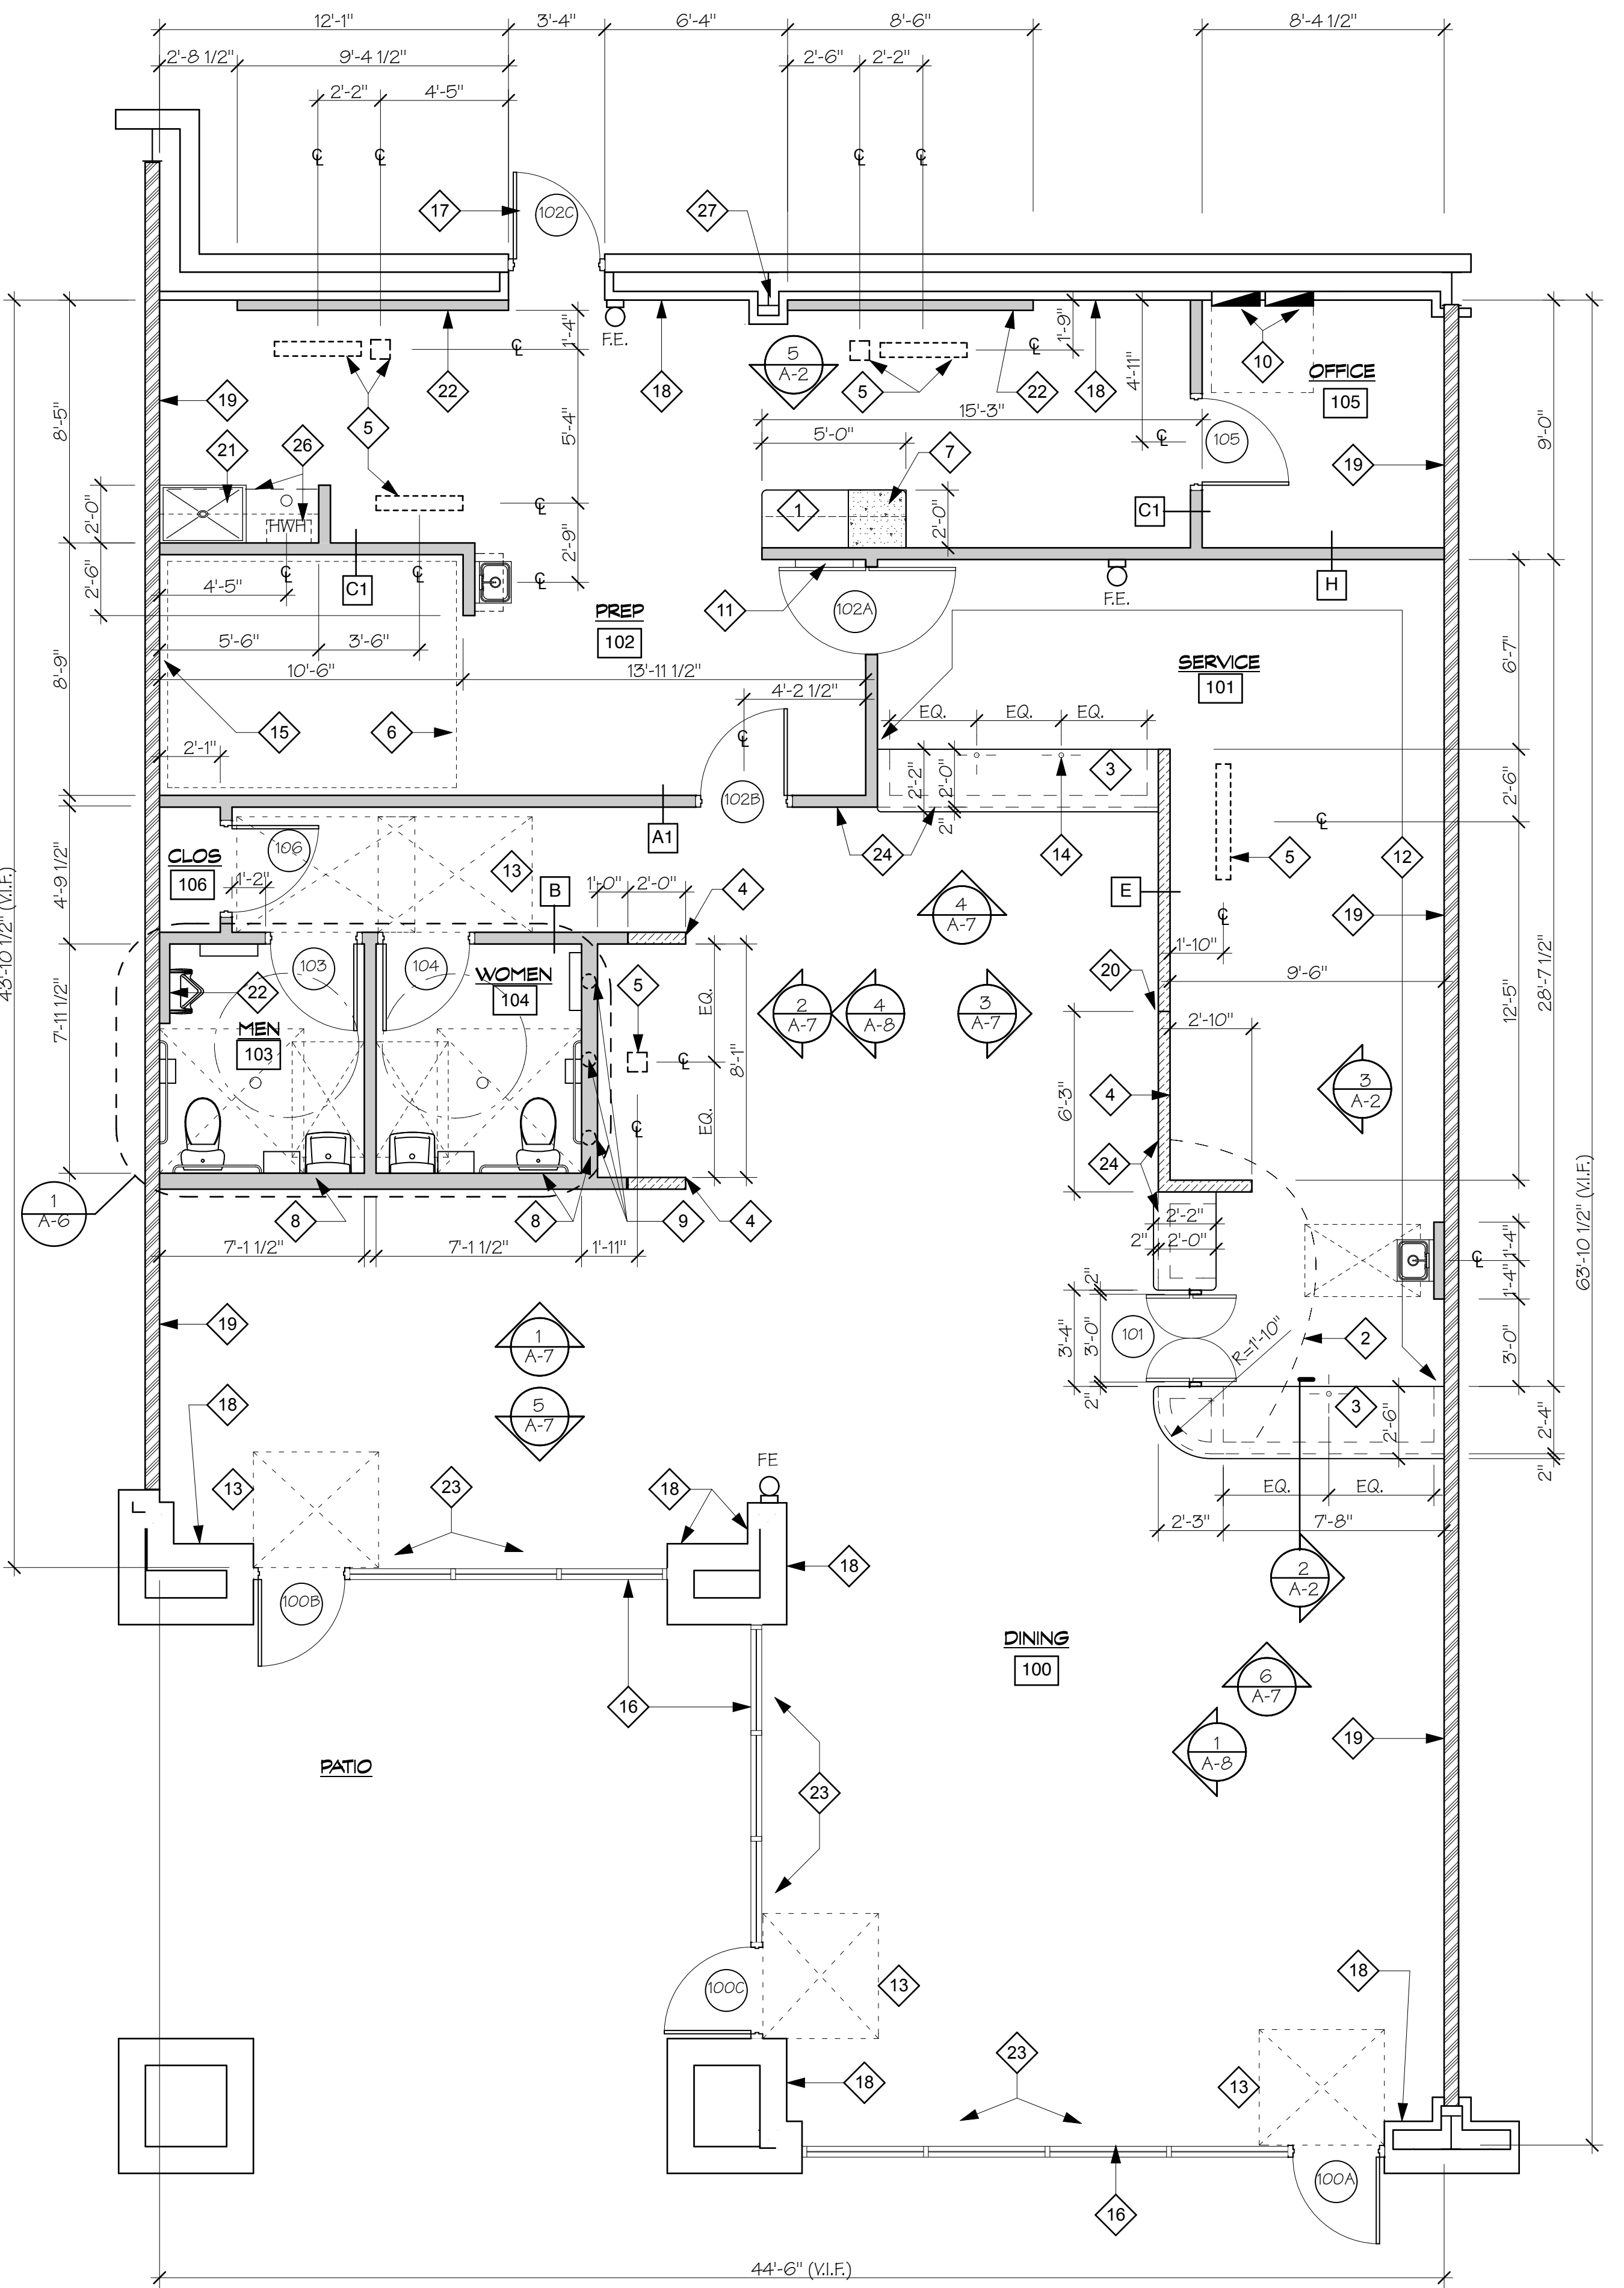 12'-1" 3'-4" 6'-4" 8'-6" 8'-4 1/2"
2'-8 1/2" 9'-4 1/2" 2'-6" 2'-2"
2'-2" 4'-5"
℄ ℄ ℄ ℄
17 102C 27
F.E. 1'-4" ℄ 5 A-2 ℄ 1'-9" 10 OFFICE
105
8'-5" 19 22 18 5 22 18 4'-11"
5 5'-4" 15'-3"
21 26 5'-0" 7 ℄ 105 9'-0"
19
2'-0" HWH ℄ 1 2'-0" C1
2'-9"
2'-6" 4'-5" ℄ C1 ℄ ℄ F.E. H
11 102A
PREP
102
5'-6" 3'-6" SERVICE
101 6'-7"
8'-9" 10'-6" 13'-11 1/2"
4'-2 1/2"
15 6 ℄ EQ. EQ. EQ.
2'-1" 2'-2" 2'-0" 3 2'-6"
102B 2" ℄
A1
CLOS
106 106 24 14 5 12
4'-9 1/2" 1'-2" 13 B 1'-0" 2'-0" 4 E
4 A-7 ℄ 19
43'-10 1/2" (V.I.F.) 1'-10"
103 104 WOMEN
104 5 20 9'-6"
22 EQ. 2 A-7 4 A-8 3 A-7 12'-5" 28'-7 1/2"
7'-11 1/2" MEN
103 ℄ 8'-1" 2'-10"
EQ. 6'-3" 4 3 A-2
℄
24
1 A-6 8 8 9 4 2'-2"
7'-1 1/2" 7'-1 1/2" 1'-11" 2" 2'-0" ℄ 1'-4" 1'-4"
63'-10 1/2" (V.I.F.)
2"
19 1 A-7 3'-4" 3'-0" 101 R=1'-10" 2 3'-0"
2"
18 5 A-7 3 2'-6" 2'-4"
FE 2"
13 23 18 EQ. EQ.
2'-3" 7'-8"
18 2 A-2
100B
DINING
100
16 6 A-7
1 A-8 19
PATIO
23
100C 13 18
23
18 13
100A
16
44'-6" (V.I.F.)